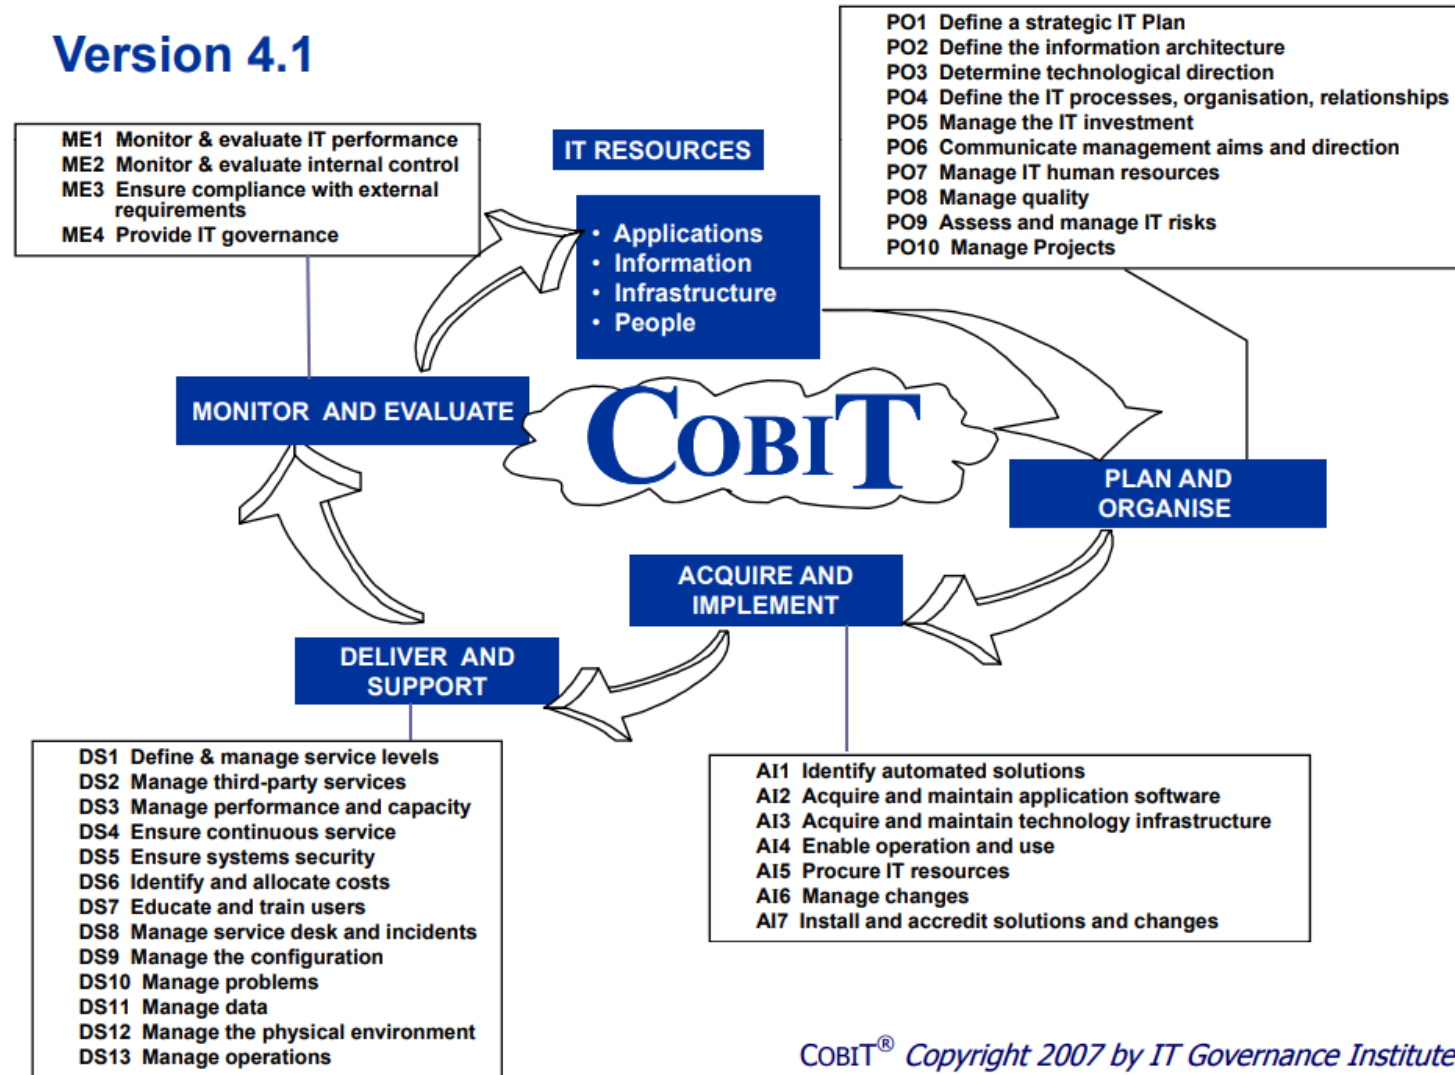 Version 4.1
PO1 Define a strategic IT Plan
PO2 Define the information architecture
PO3 Determine technological direction
PO4 Define the IT processes, organisation, relationships
PO5 Manage the IT investment
PO6 Communicate management aims and direction
PO7 Manage IT human resources
PO8 Manage quality
PO9 Assess and manage IT risks
PO10 Manage Projects
ME1 Monitor & evaluate IT performance
ME2 Monitor & evaluate internal control
ME3 Ensure compliance with external
requirements
ME4 Provide IT governance
IT RESOURCES
• Applications
• Information
• Infrastructure
• People
MONITOR AND EVALUATE
COBIT
PLAN AND
ORGANISE
ACQUIRE AND
IMPLEMENT
DELIVER AND
SUPPORT
DS1 Define & manage service levels
DS2 Manage third-party services
DS3 Manage performance and capacity
DS4 Ensure continuous service
DS5 Ensure systems security
DS6 Identify and allocate costs
DS7 Educate and train users
DS8 Manage service desk and incidents
DS9 Manage the configuration
DS10 Manage problems
DS11 Manage data
DS12 Manage the physical environment
DS13 Manage operations
AI1 Identify automated solutions
AI2 Acquire and maintain application software
AI3 Acquire and maintain technology infrastructure
AI4 Enable operation and use
AI5 Procure IT resources
AI6 Manage changes
AI7 Install and accredit solutions and changes
COBIT® Copyright 2007 by IT Governance Institute